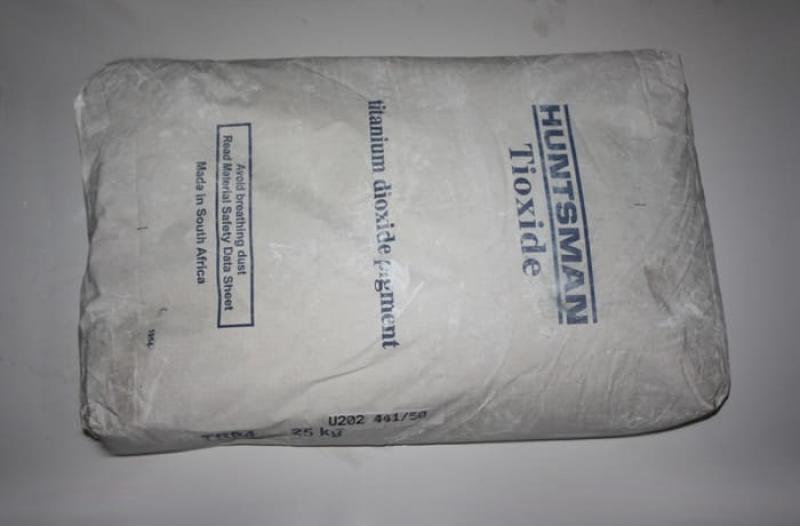 HUNTSMAN
Tioxide
titanium dioxide pigment
Avoid breathing dust
Read Material Safety Data Sheet
Made in South Africa
U202 441/50
25 kg